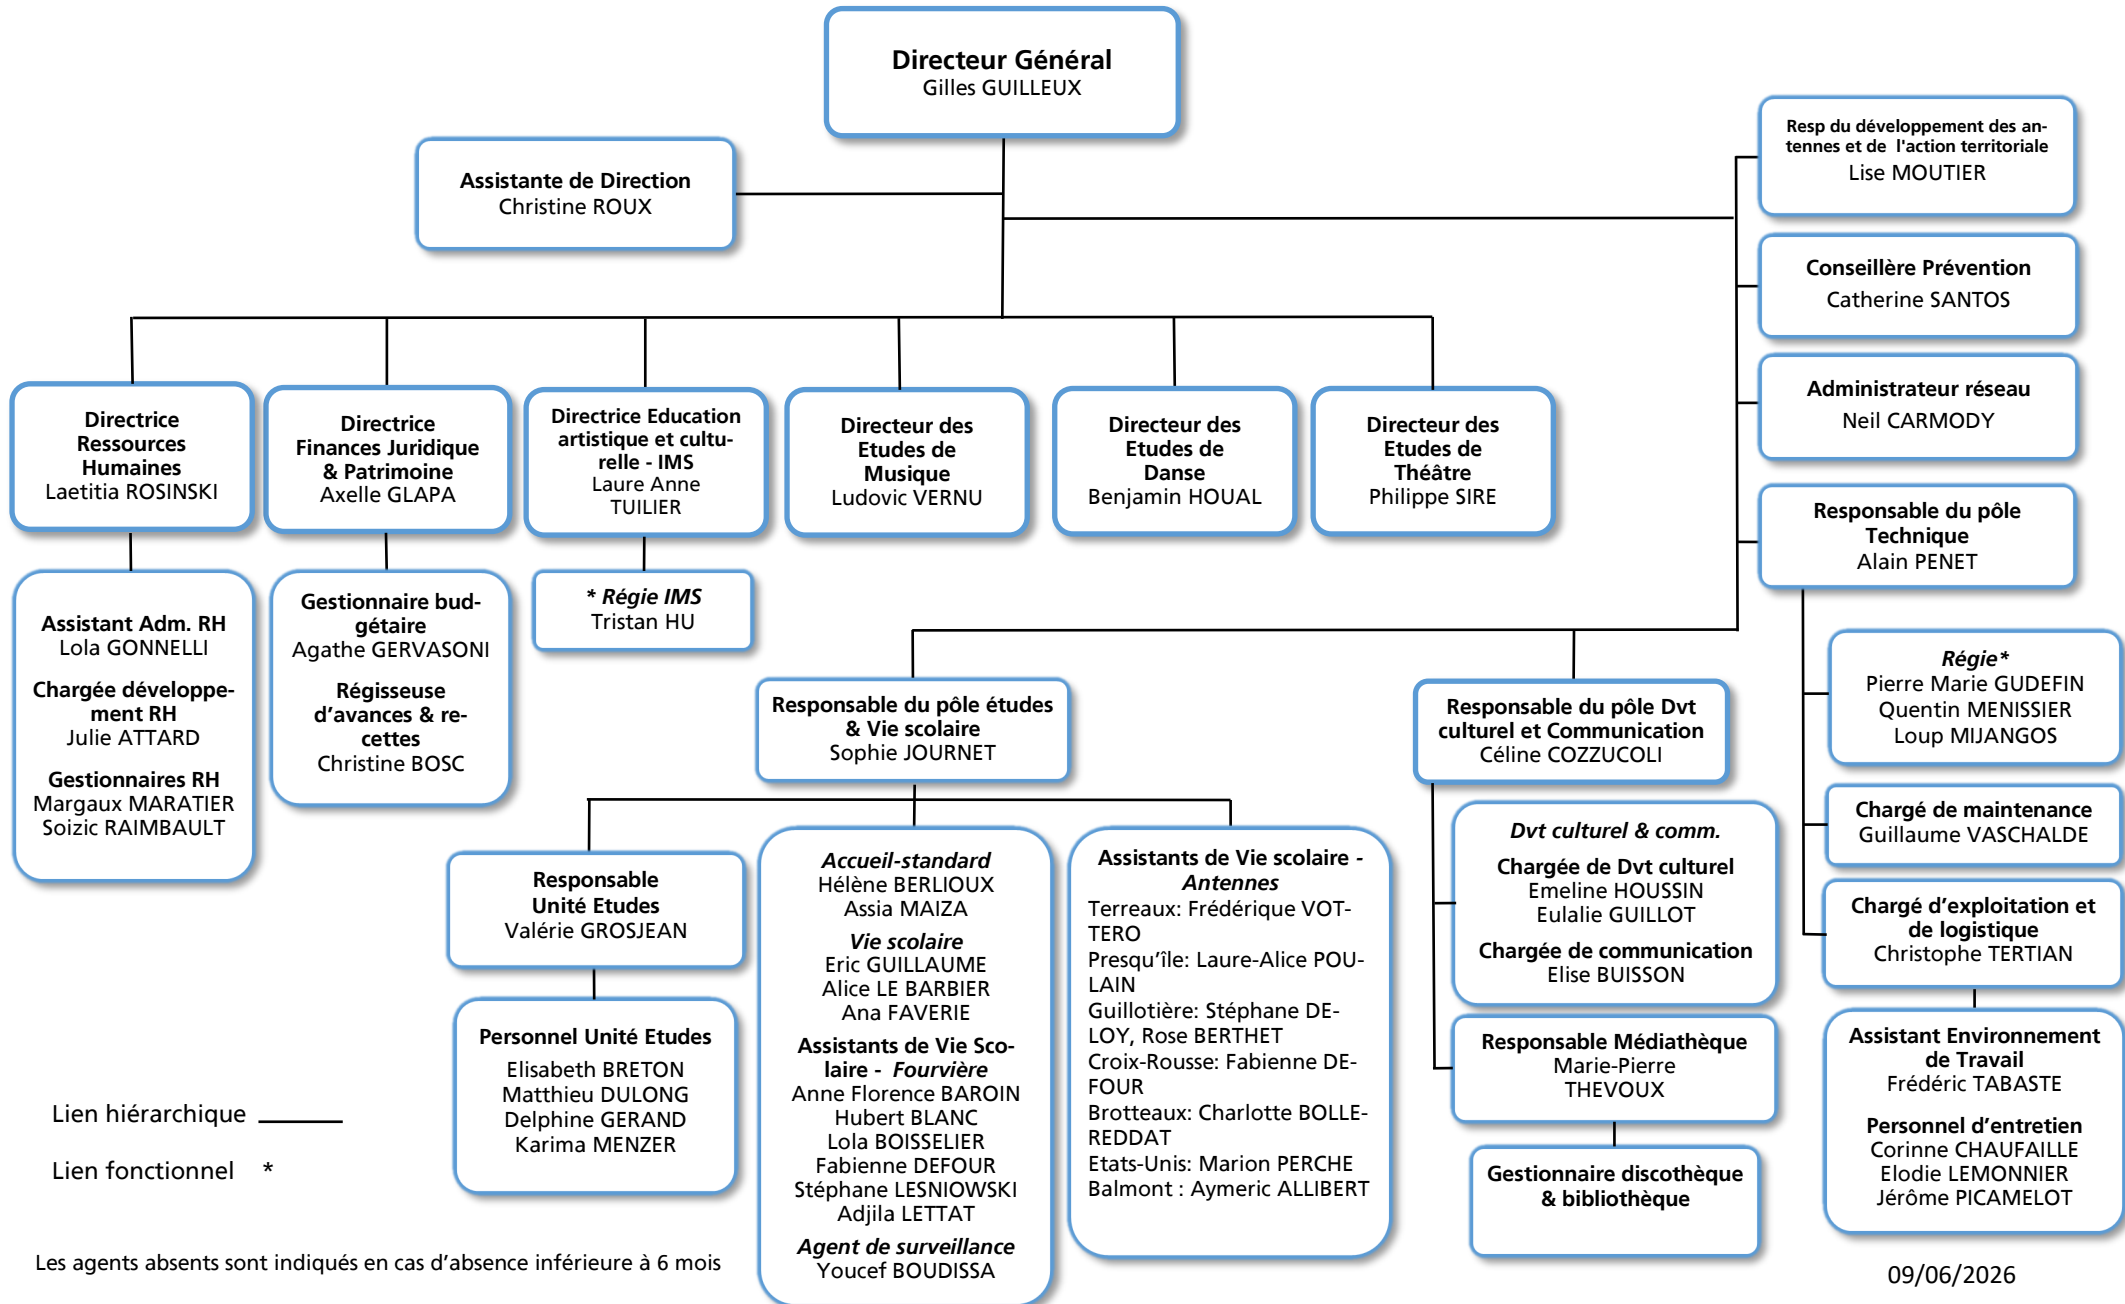 Directeur Général
Gilles GUILLEUX
Assistante de Direction
Christine ROUX
Resp du développement des an-
tennes et de l'action territoriale
Lise MOUTIER
Conseillère Prévention
Catherine SANTOS
Administrateur réseau
Neil CARMODY
Responsable du pôle
Technique
Alain PENET
Directrice
Ressources
Humaines
Laetitia ROSINSKI
Directrice
Finances Juridique
& Patrimoine
Axelle GLAPA
Directrice Education
artistique et cultu-
relle - IMS
Laure Anne
TUILIER
Directeur des
Etudes de
Musique
Ludovic VERNU
Directeur des
Etudes de
Danse
Benjamin HOUAL
Directeur des
Etudes de
Théâtre
Philippe SIRE
Assistant Adm. RH
Lola GONNELLI
Chargée développe-
ment RH
Julie ATTARD
Gestionnaires RH
Margaux MARATIER
Soizic RAIMBAULT
Gestionnaire bud-
gétaire
Agathe GERVASONI
Régisseuse
d'avances & re-
cettes
Christine BOSC
* Régie IMS
Tristan HU
Responsable du pôle études
& Vie scolaire
Sophie JOURNET
Responsable du pôle Dvt
culturel et Communication
Céline COZZUCOLI
Régie*
Pierre Marie GUDEFIN
Quentin MENISSIER
Loup MIJANGOS
Chargé de maintenance
Guillaume VASCHALDE
Chargé d'exploitation et
de logistique
Christophe TERTIAN
Assistant Environnement
de Travail
Frédéric TABASTE
Personnel d'entretien
Corinne CHAUFAILLE
Elodie LEMONNIER
Jérôme PICAMELOT
Responsable
Unité Etudes
Valérie GROSJEAN
Personnel Unité Etudes
Elisabeth BRETON
Matthieu DULONG
Delphine GERAND
Karima MENZER
Accueil-standard
Hélène BERLIOUX
Assia MAIZA
Vie scolaire
Eric GUILLAUME
Alice LE BARBIER
Ana FAVERIE
Assistants de Vie Sco-
laire - Fourvière
Anne Florence BAROIN
Hubert BLANC
Lola BOISSELIER
Fabienne DEFOUR
Stéphane LESNIOWSKI
Adjila LETTAT
Agent de surveillance
Youcef BOUDISSA
Assistants de Vie scolaire -
Antennes
Terreaux: Frédérique VOT-
TERO
Presqu'île: Laure-Alice POU-
LAIN
Guillotière: Stéphane DE-
LOY, Rose BERTHET
Croix-Rousse: Fabienne DE-
FOUR
Brotteaux: Charlotte BOLLE-
REDDAT
Etats-Unis: Marion PERCHE
Balmont : Aymeric ALLIBERT
Dvt culturel & comm.
Chargée de Dvt culturel
Emeline HOUSSIN
Eulalie GUILLOT
Chargée de communication
Elise BUISSON
Responsable Médiathèque
Marie-Pierre
THEVOUX
Gestionnaire discothèque
& bibliothèque
Lien hiérarchique
Lien fonctionnel *
Les agents absents sont indiqués en cas d'absence inférieure à 6 mois
09/06/2026